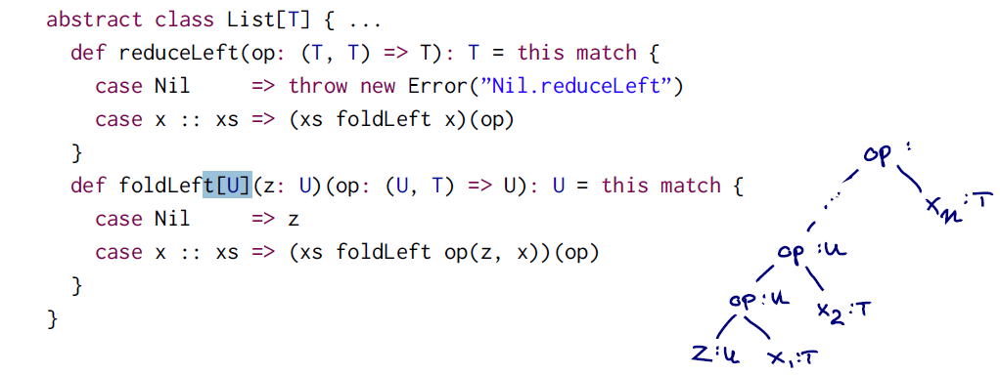 abstract class List[T] { ...
def reduceLeft(op: (T, T) => T): T = this match {
case Nil => throw new Error(”Nil.reduceLeft”)
case x :: xs => (xs foldLeft x)(op)
}
def foldLeft[U](z: U)(op: (U, T) => U): U = this match {
case Nil => z
case x :: xs => (xs foldLeft op(z, x))(op)
}
}
op :
... xn : T
op : U
op : U x2 : T
z : U x1 : T